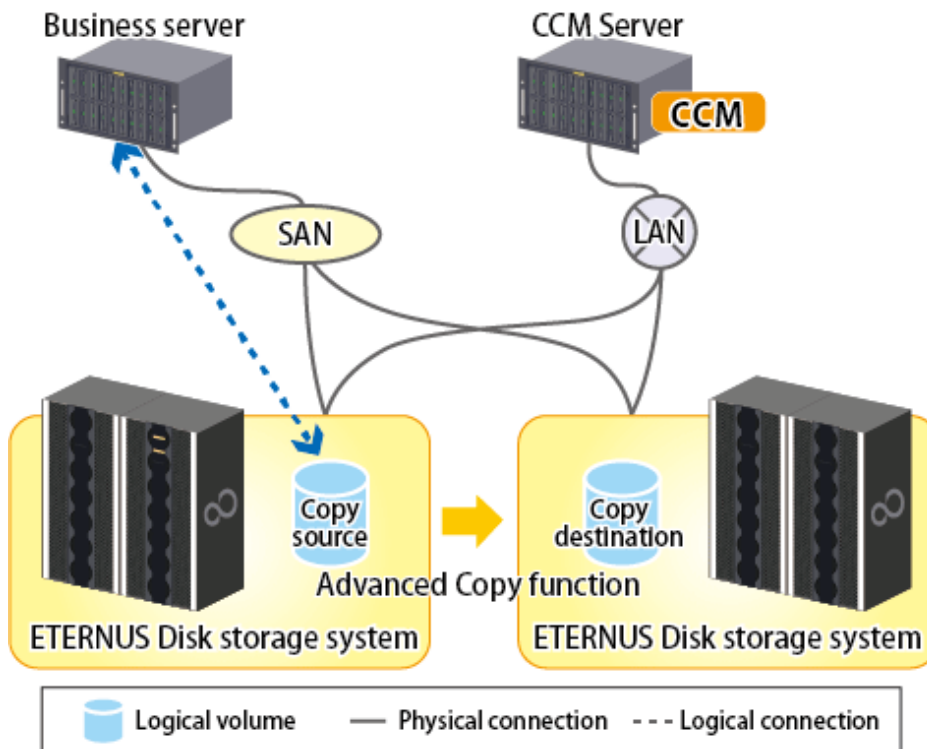 Business server
CCM Server
CCM
SAN
LAN
Copy
source
Copy
destination
Advanced Copy function
ETERNUS Disk storage system
ETERNUS Disk storage system
Logical volume
Physical connection
Logical connection